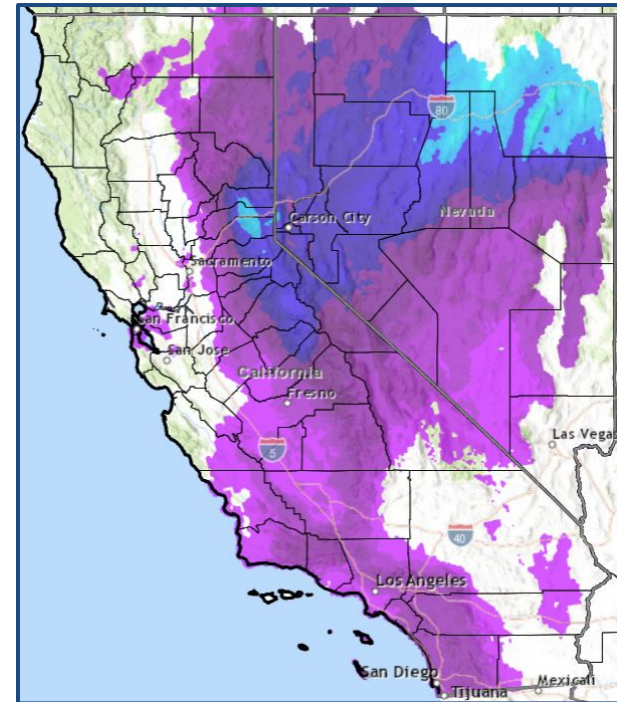 80
Carson City
Nevada
Sacramento
San Francisco
San Jose
California
Fresno
5
Las Vegas
40
Los Angeles
San Diego
Mexicali
Tijuana